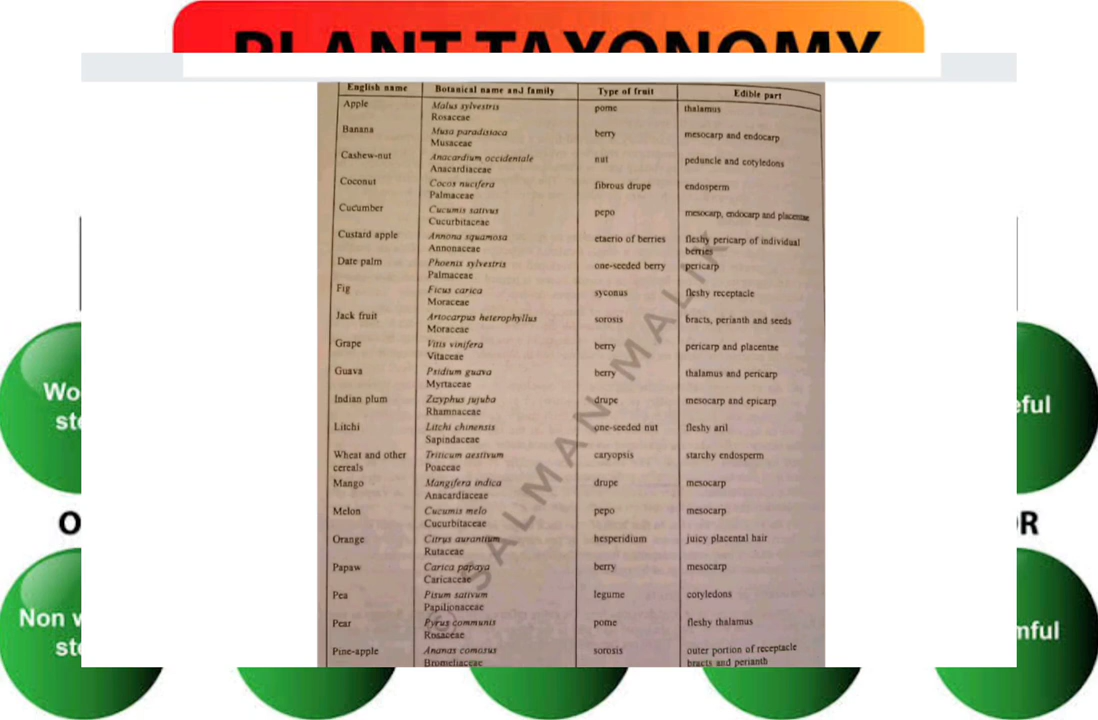 PLANT TAXONOMY
English name Botanical name and family Type of fruit Edible part
Apple Malus sylvestris pome thalamus
Rosaceae
Banana Musa paradisiaca berry mesocarp and endocarp
Musaceae
Cashew-nut Anacardium occidentale nut peduncle and cotyledons
Anacardiaceae
Coconut Cocos nucifera fibrous drupe endosperm
Palmaceae
Cucumber Cucumis sativus pepo mesocarp, endocarp and placentae
Cucurbitaceae
Custard apple Annona squamosa etaerio of berries fleshy pericarp of individual
Annonaceae berries
Date palm Phoenix sylvestris one-seeded berry pericarp
Palmaceae
Fig Ficus carica syconus fleshy receptacle
Moraceae
Jack fruit Artocarpus heterophyllus sorosis bracts, perianth and seeds
Moraceae
Grape Vitis vinifera berry pericarp and placentae
Vitaceae
Guava Psidium guava berry thalamus and pericarp
Myrtaceae
Indian plum Zizyphus jujuba drupe mesocarp and epicarp
Rhamnaceae
Litchi Litchi chinensis one-seeded nut fleshy aril
Sapindaceae
Wheat and other Triticum aestivum caryopsis starchy endosperm
cereals Poaceae
Mango Mangifera indica drupe mesocarp
Anacardiaceae
Melon Cucumis melo pepo mesocarp
Cucurbitaceae
Orange Citrus aurantium hesperidium juicy placental hair
Rutaceae
Papaw Carica papaya berry mesocarp
Caricaceae
Pea Pisum sativum legume cotyledons
Papilionaceae
Pear Pyrus communis pome fleshy thalamus
Rosaceae
Pine-apple Ananas comosus sorosis outer portion of receptacle
Bromeliaceae bracts and perianth
© SALMAN MALIK
Wo
ste
eful
O
R
Non
ste
mful